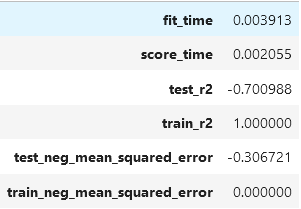 fit_time 0.003913
score_time 0.002055
test_r2 -0.700988
train_r2 1.000000
test_neg_mean_squared_error -0.306721
train_neg_mean_squared_error 0.000000